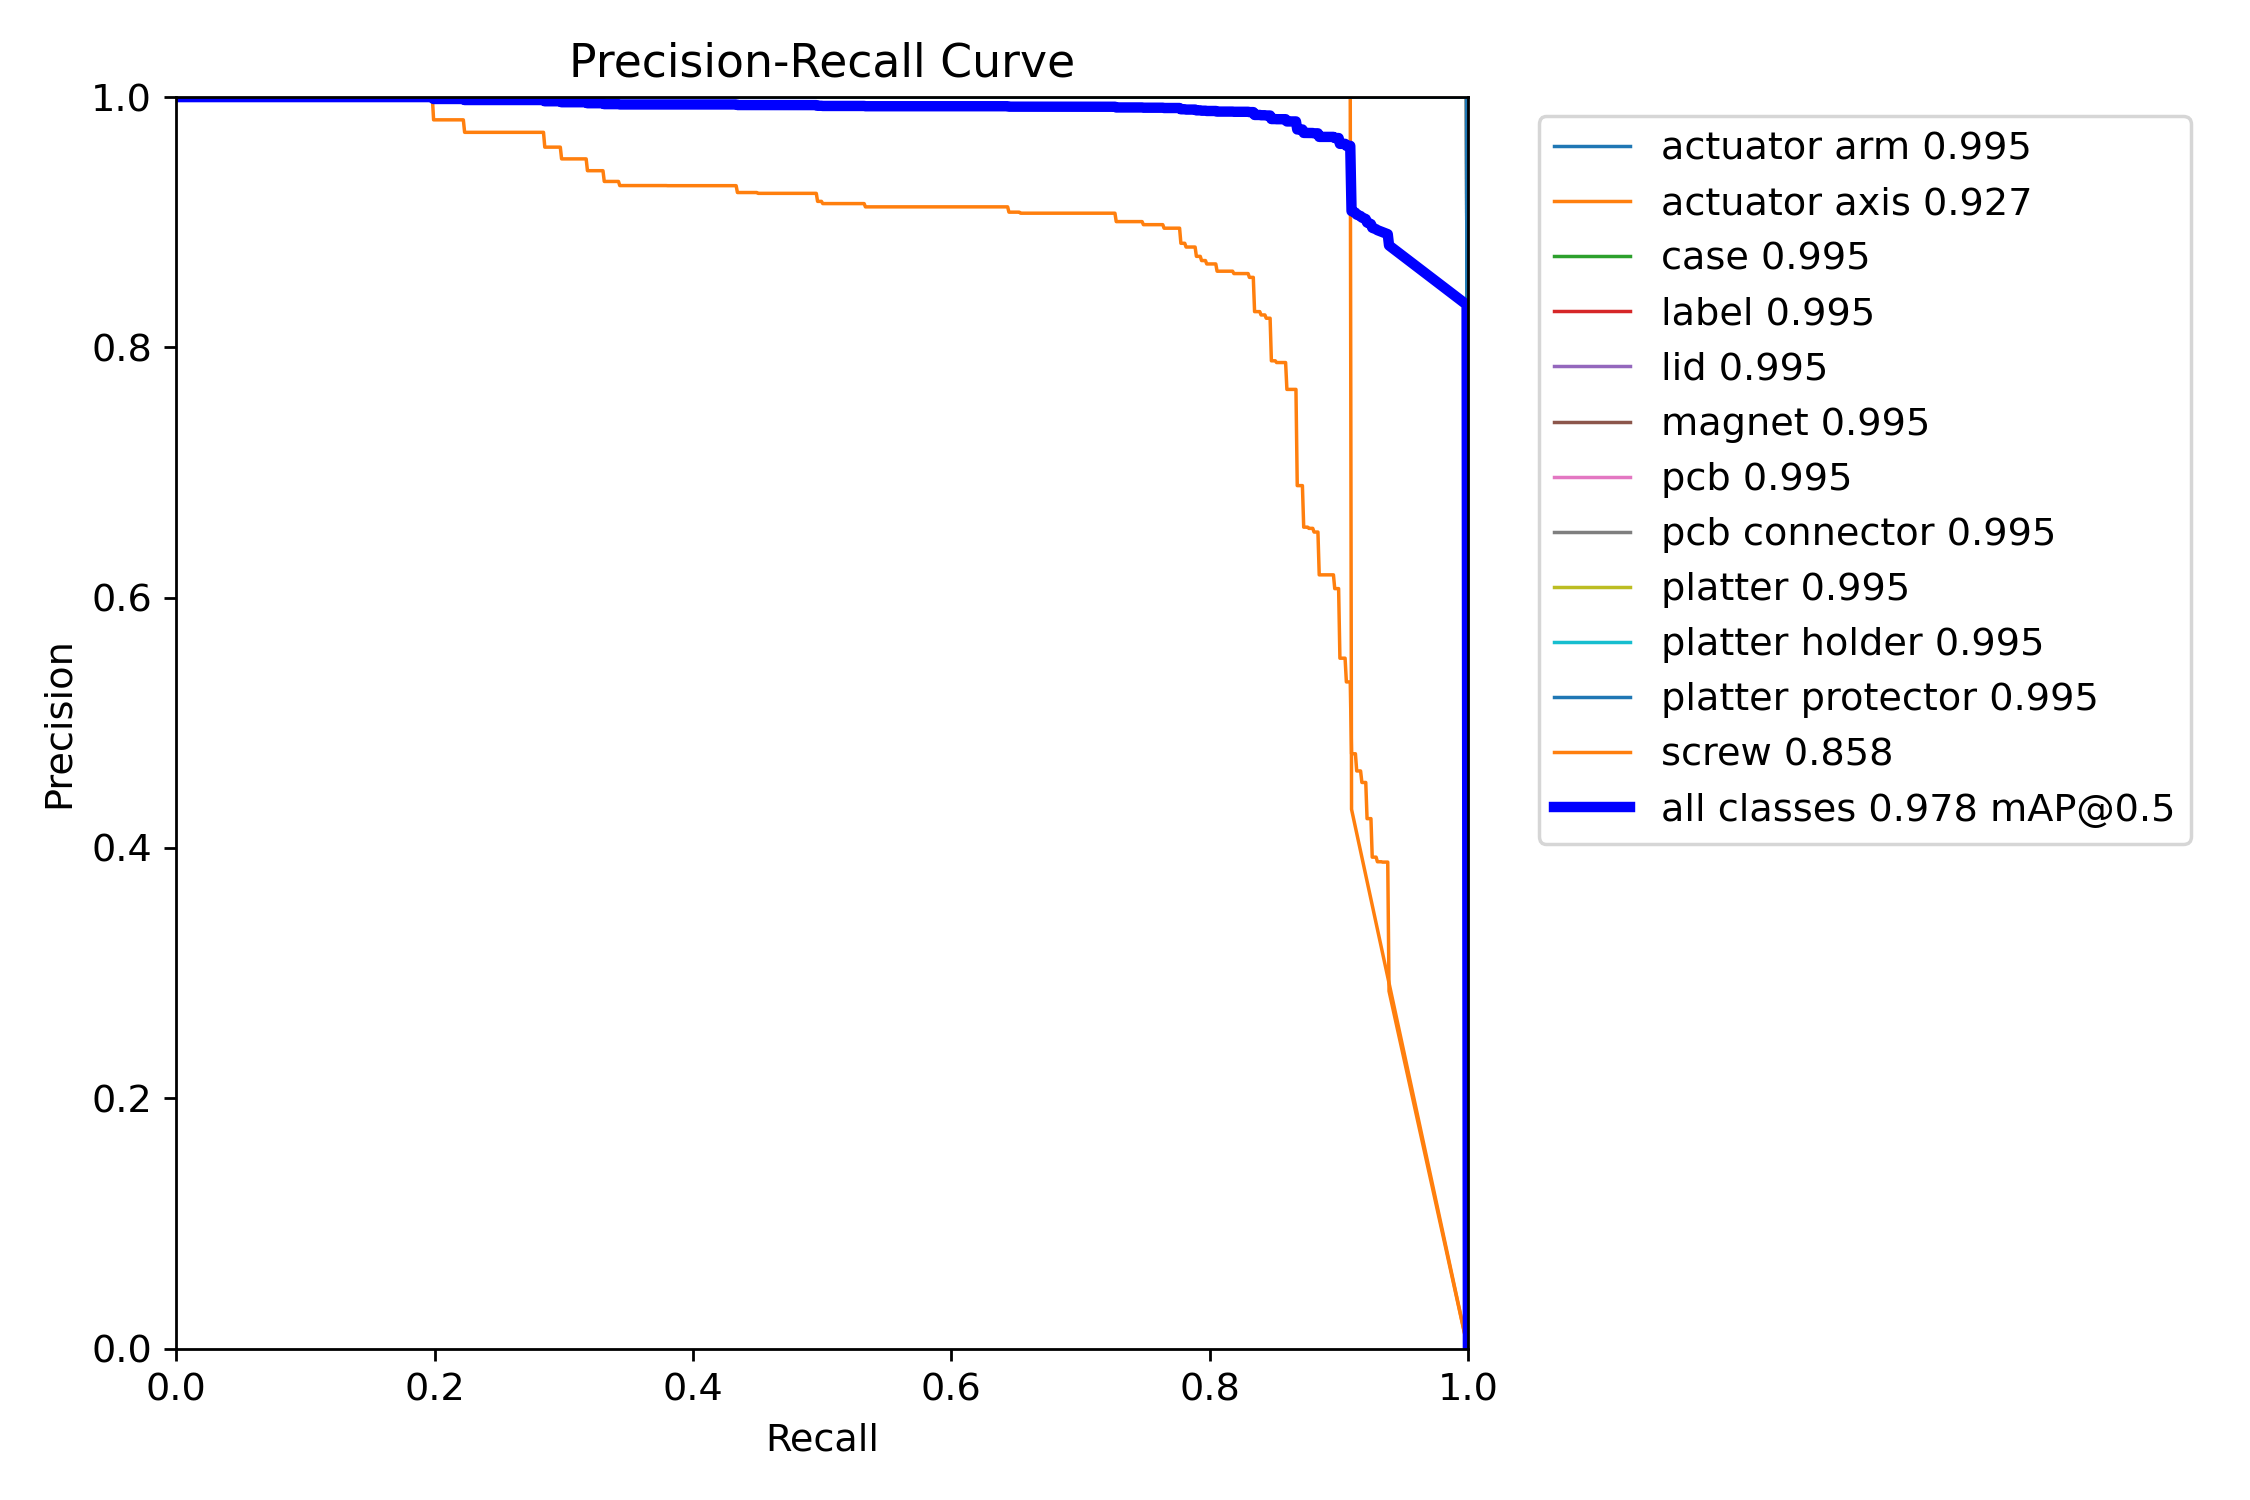 Precision-Recall Curve
1.0
0.8
0.6
0.4
0.2
0.0
Precision
0.0 0.2 0.4 0.6 0.8 1.0
Recall
actuator arm 0.995
actuator axis 0.927
case 0.995
label 0.995
lid 0.995
magnet 0.995
pcb 0.995
pcb connector 0.995
platter 0.995
platter holder 0.995
platter protector 0.995
screw 0.858
all classes 0.978 mAP@0.5